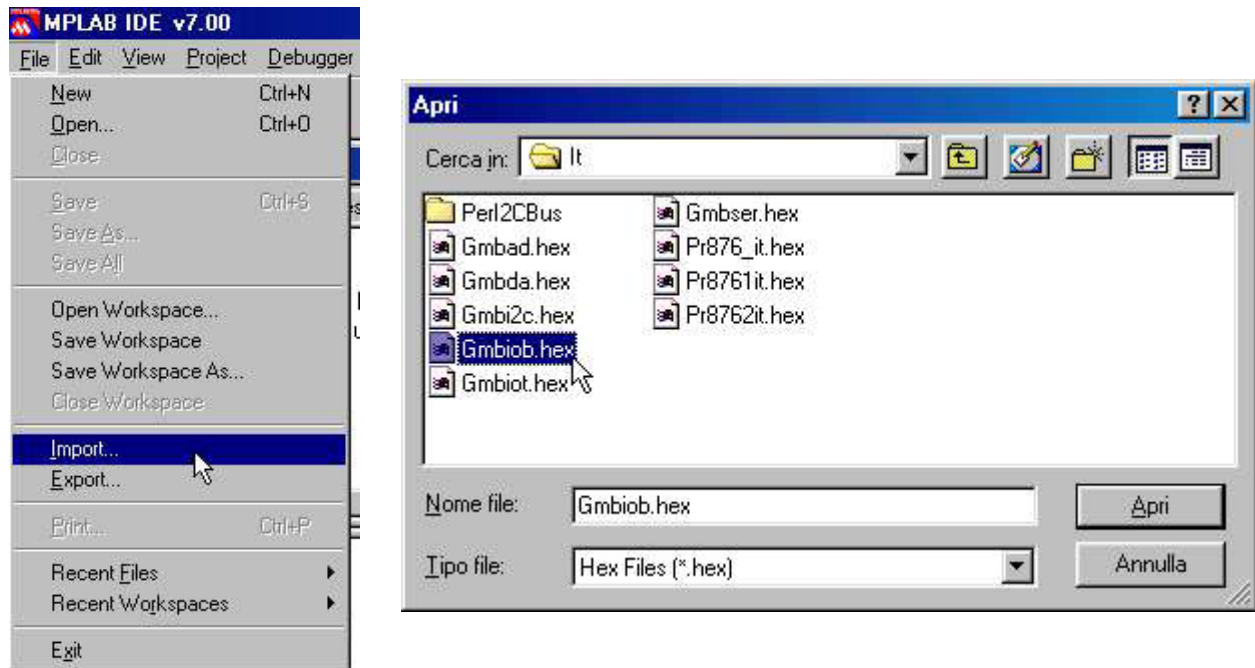 MPLAB IDE v7.00
File Edit View Project Debugger
New Ctrl+N
Open... Ctrl+O
Close
Save Ctrl+S
Save As...
Save All
Open Workspace...
Save Workspace
Save Workspace As...
Close Workspace
Import...
Export...
Print... Ctrl+P
Recent Files
Recent Workspaces
Exit
Apri
Cerca in: It
Perl2CBus
Gmbad.hex
Gmbda.hex
Gmbi2c.hex
Gmbiob.hex
Gmbiot.hex
Gmbser.hex
Pr876_it.hex
Pr8761it.hex
Pr8762it.hex
Nome file: Gmbiob.hex Apri
Tipo file: Hex Files (*.hex) Annulla